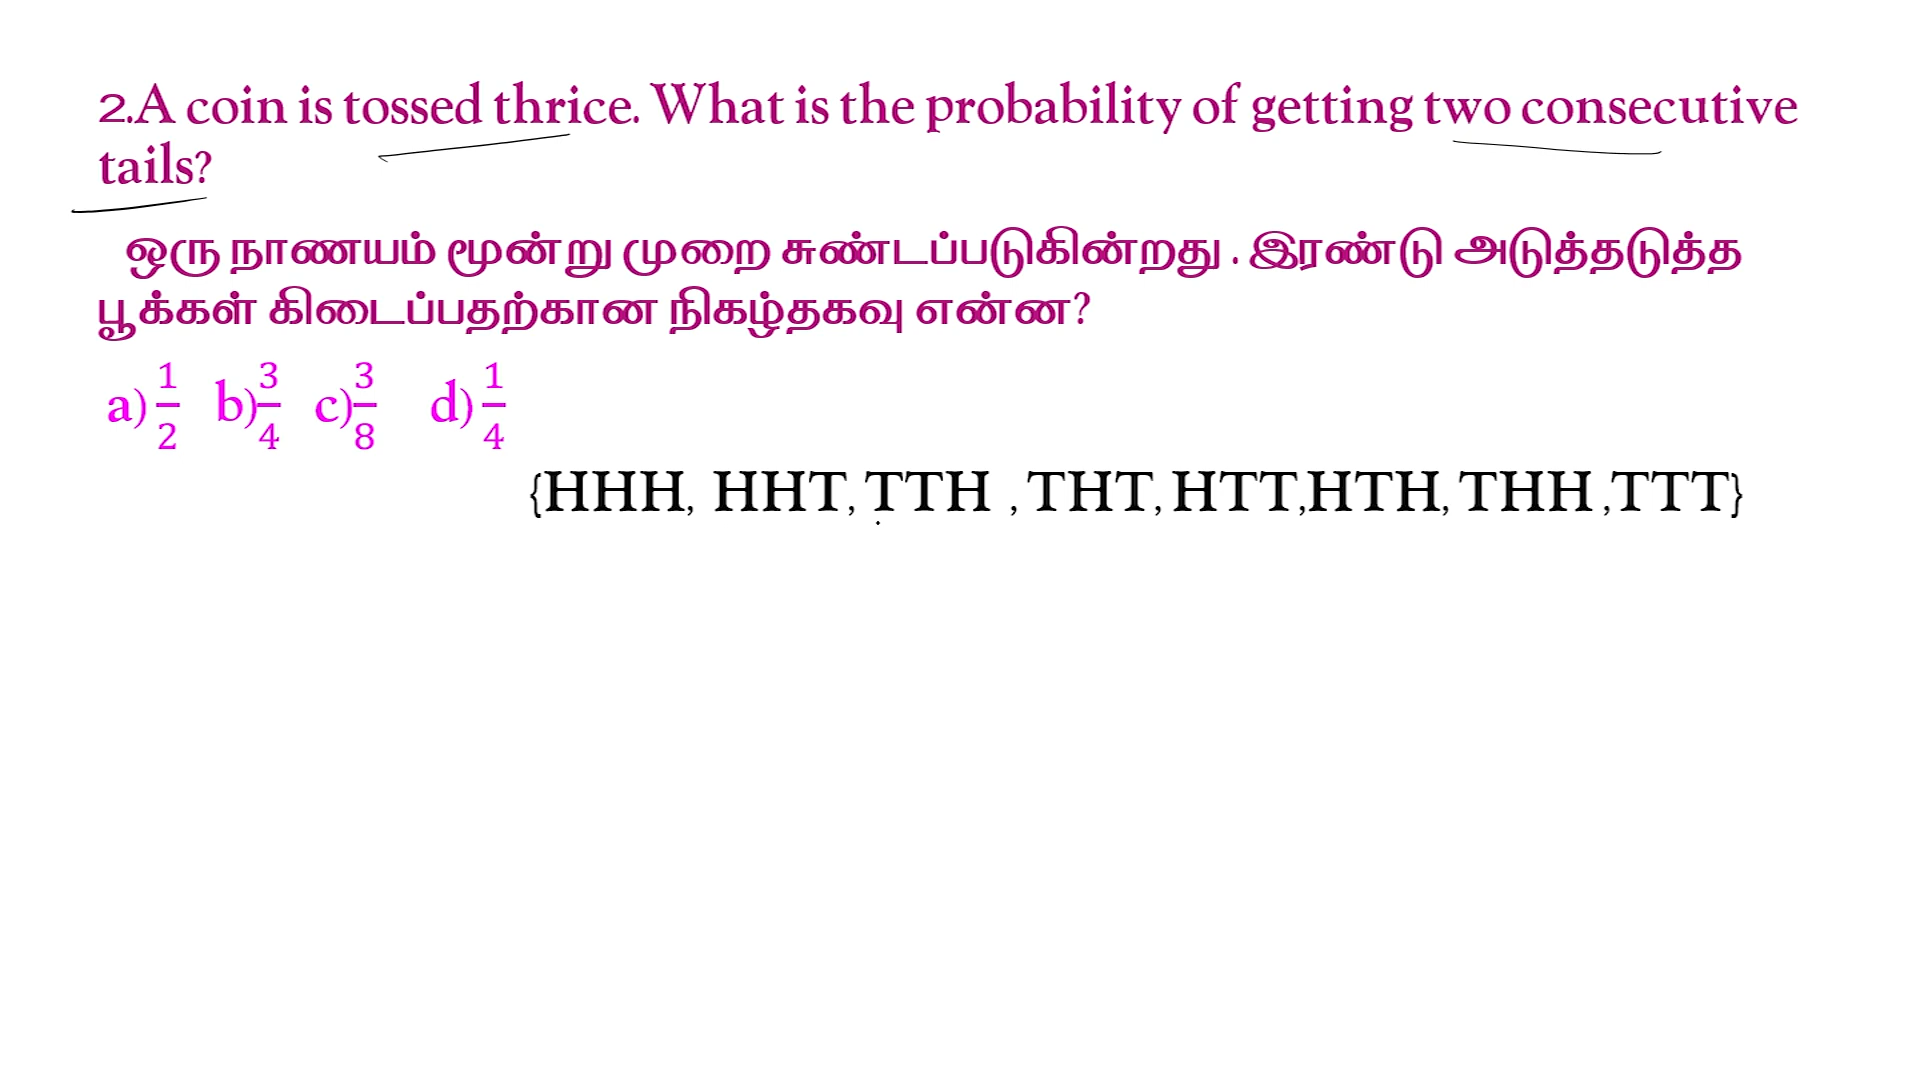 2.A coin is tossed thrice. What is the probability of getting two consecutive
tails?
ஒரு நாணயம் மூன்று முறை சுண்டப்படுகின்றது . இரண்டு அடுத்தடுத்த
பூக்கள் கிடைப்பதற்கான நிகழ்தகவு என்ன?
a) 1/2 b) 3/4 c) 3/8 d) 1/4
{HHH, HHT, TTH , THT, HTT,HTH, THH ,TTT}